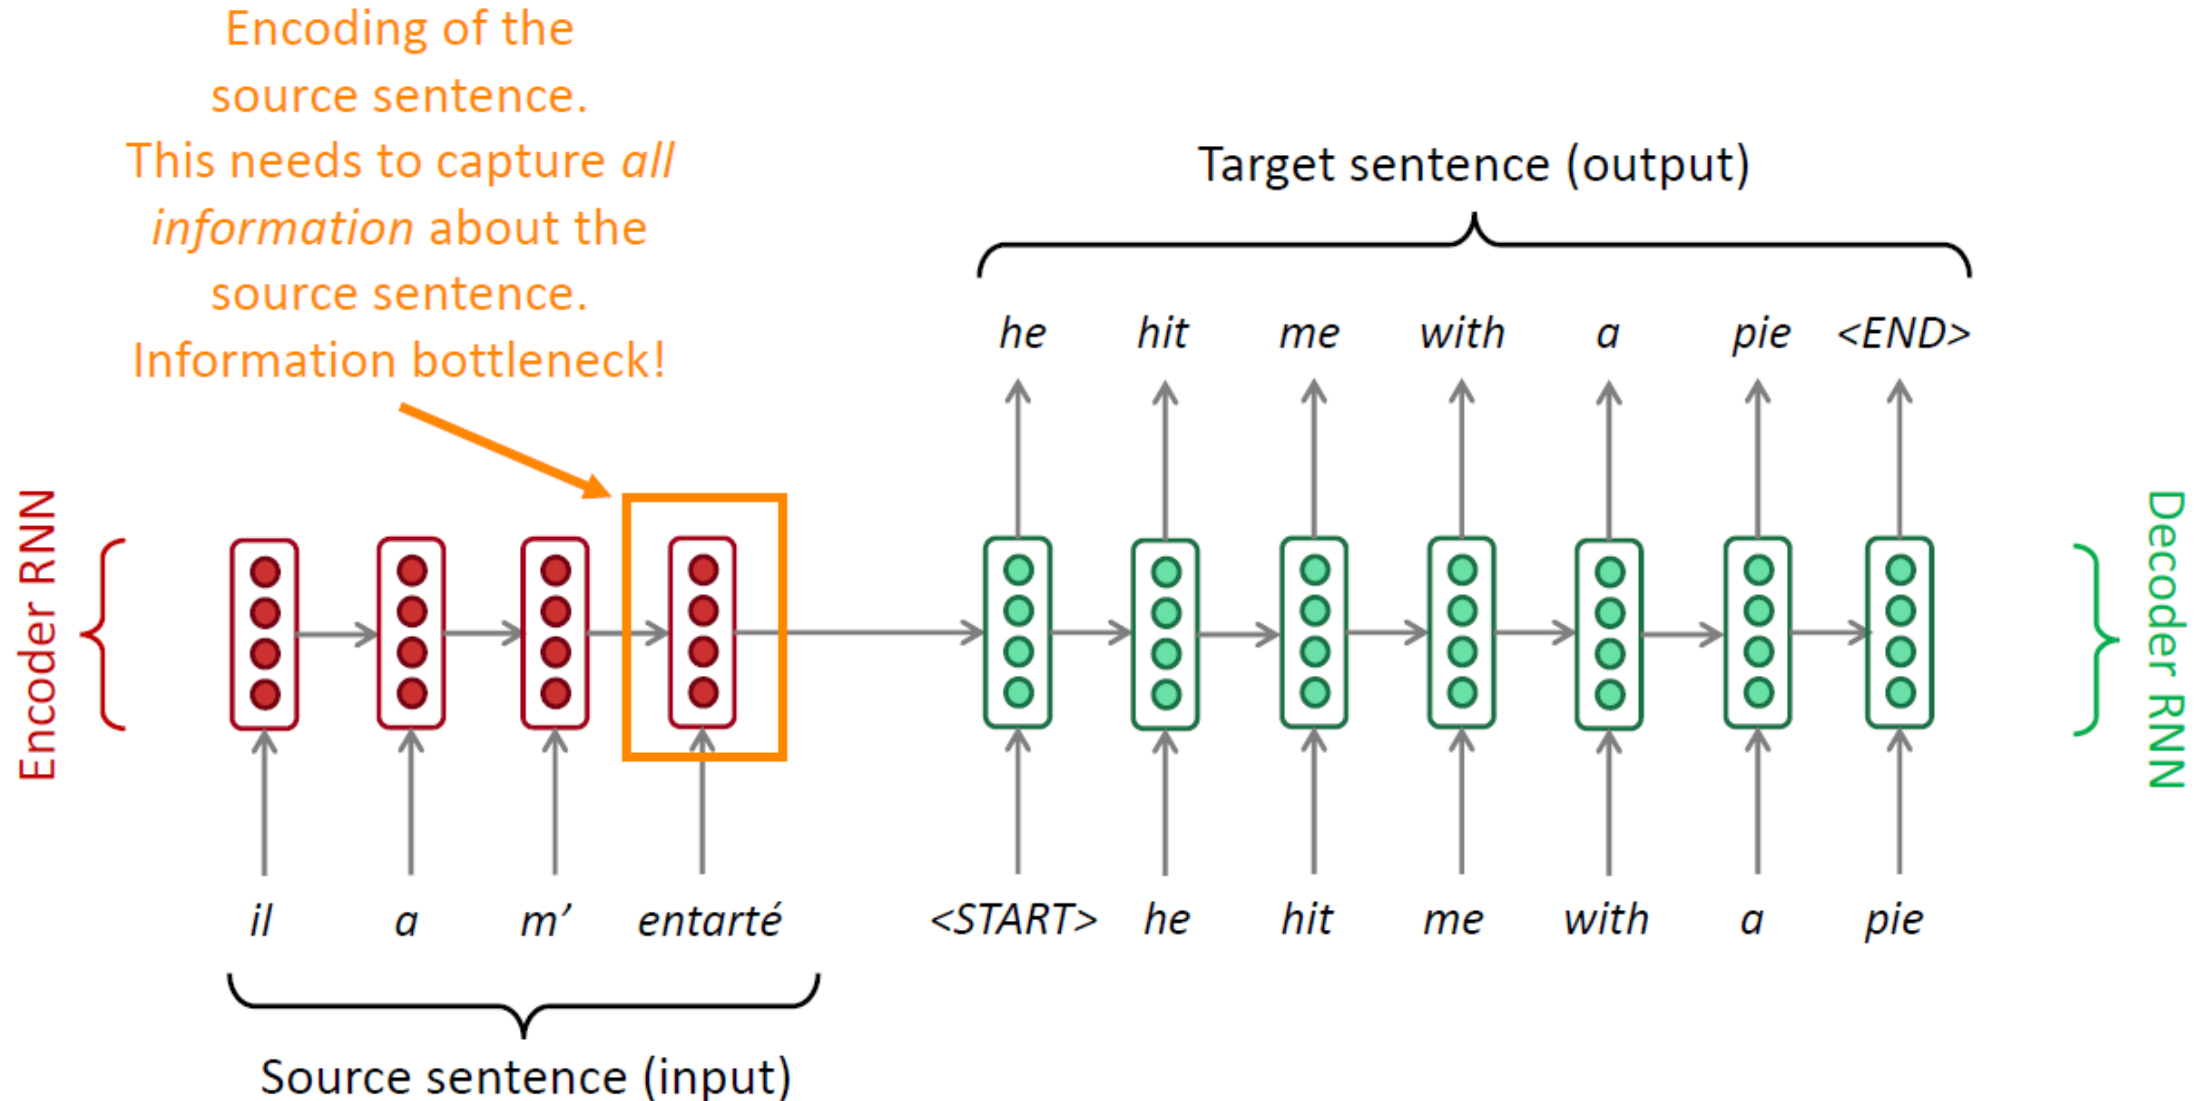 Encoding of the
source sentence.
This needs to capture all
information about the
source sentence.
Information bottleneck!
Target sentence (output)
he hit me with a pie <END>
Encoder RNN
Decoder RNN
il a m’ entarté <START> he hit me with a pie
Source sentence (input)